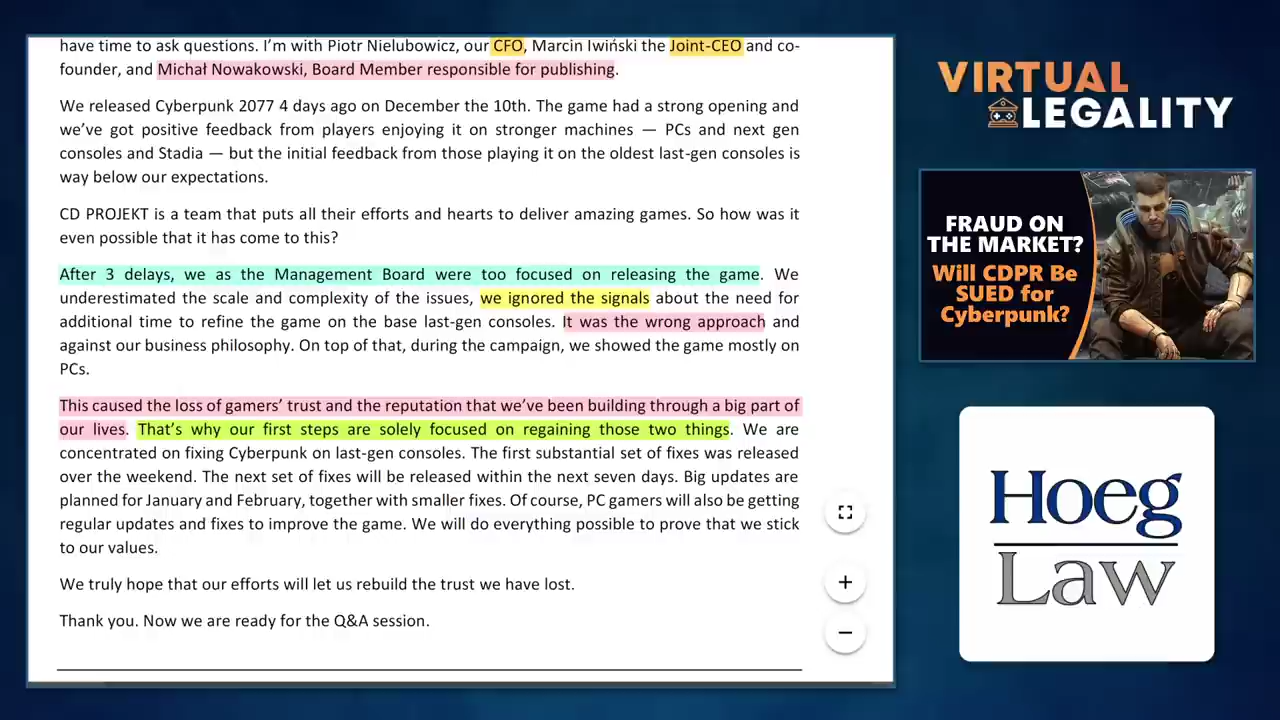 have time to ask questions. I'm with Piotr Nielubowicz, our CFO, Marcin Iwiński the Joint-CEO and co-
founder, and Michał Nowakowski, Board Member responsible for publishing.
We released Cyberpunk 2077 4 days ago on December the 10th. The game had a strong opening and
we've got positive feedback from players enjoying it on stronger machines — PCs and next gen
consoles and Stadia — but the initial feedback from those playing it on the oldest last-gen consoles is
way below our expectations.
CD PROJEKT is a team that puts all their efforts and hearts to deliver amazing games. So how was it
even possible that it has come to this?
After 3 delays, we as the Management Board were too focused on releasing the game. We
underestimated the scale and complexity of the issues, we ignored the signals about the need for
additional time to refine the game on the base last-gen consoles. It was the wrong approach and
against our business philosophy. On top of that, during the campaign, we showed the game mostly on
PCs.
This caused the loss of gamers' trust and the reputation that we've been building through a big part of
our lives. That's why our first steps are solely focused on regaining those two things. We are
concentrated on fixing Cyberpunk on last-gen consoles. The first substantial set of fixes was released
over the weekend. The next set of fixes will be released within the next seven days. Big updates are
planned for January and February, together with smaller fixes. Of course, PC gamers will also be getting
regular updates and fixes to improve the game. We will do everything possible to prove that we stick
to our values.
We truly hope that our efforts will let us rebuild the trust we have lost.
Thank you. Now we are ready for the Q&A session.
VIRTUAL
LEGALITY
FRAUD ON
THE MARKET?
Will CDPR Be
SUED for
Cyberpunk?
Hoeg
Law